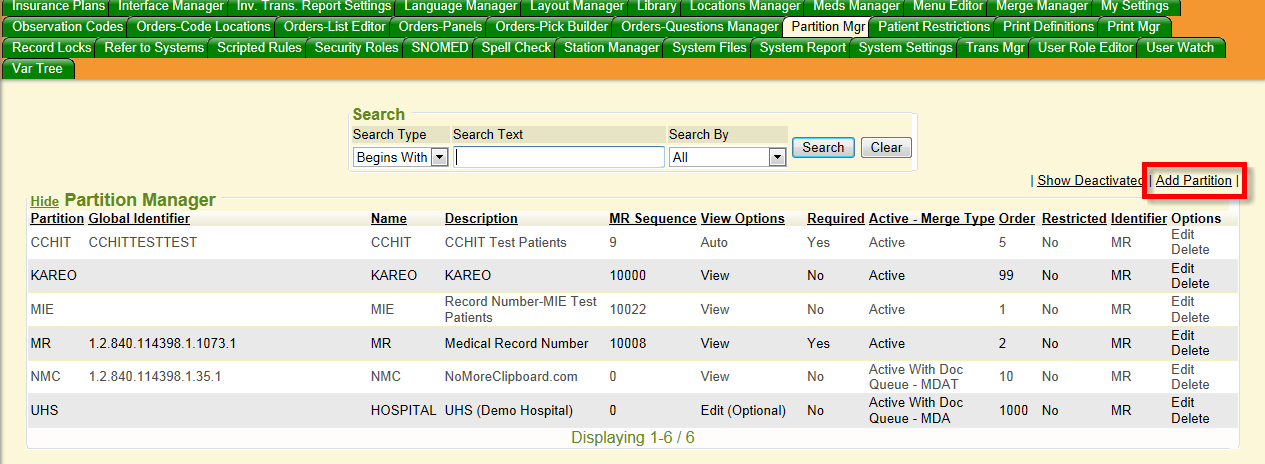 Insurance Plans Interface Manager Inv. Trans. Report Settings Language Manager Layout Manager Library Locations Manager Meds Manager Menu Editor Merge Manager My Settings
Observation Codes Orders-Code Locations Orders-List Editor Orders-Panels Orders-Pick Builder Orders-Questions Manager Partition Mgr Patient Restrictions Print Definitions Print Mgr
Record Locks Refer to Systems Scripted Rules Security Roles SNOMED Spell Check Station Manager System Files System Report System Settings Trans Mgr User Role Editor User Watch
Var Tree
Search
Search Type Search Text Search By
Begins With All Search Clear
| Show Deactivated | Add Partition |
Hide Partition Manager
Partition Global Identifier Name Description MR Sequence View Options Required Active - Merge Type Order Restricted Identifier Options
CCHIT CCHITTESTTEST CCHIT CCHIT Test Patients 9 Auto Yes Active 5 No MR Edit
Delete
KAREO KAREO KAREO 10000 View No Active 99 No MR Edit
Delete
MIE MIE Record Number-MIE Test 10022 View No Active 1 No MR Edit
Patients Delete
MR 1.2.840.114398.1.1073.1 MR Medical Record Number 10008 View Yes Active 2 No MR Edit
Delete
NMC 1.2.840.114398.1.35.1 NMC NoMoreClipboard.com 0 View No Active With Doc 10 No MR Edit
Queue - MDAT Delete
UHS HOSPITAL UHS (Demo Hospital) 0 Edit (Optional) No Active With Doc 1000 No MR Edit
Queue - MDA Delete
Displaying 1-6 / 6